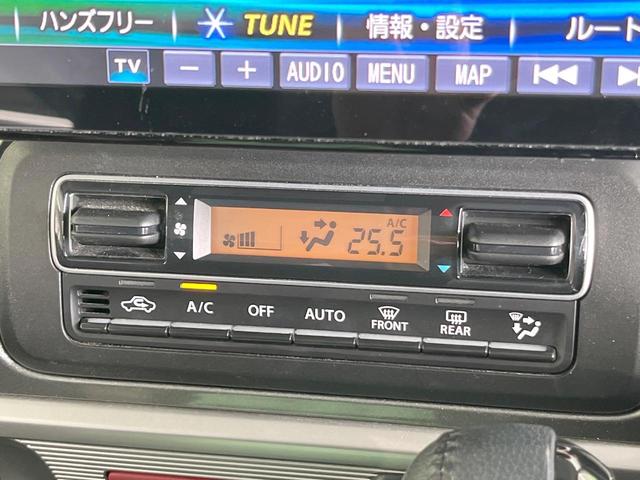 ハンズフリー TUNE 情報・設定 ルート
TV − + AUDIO MENU MAP
A/C
25.5
A/C OFF AUTO FRONT REAR